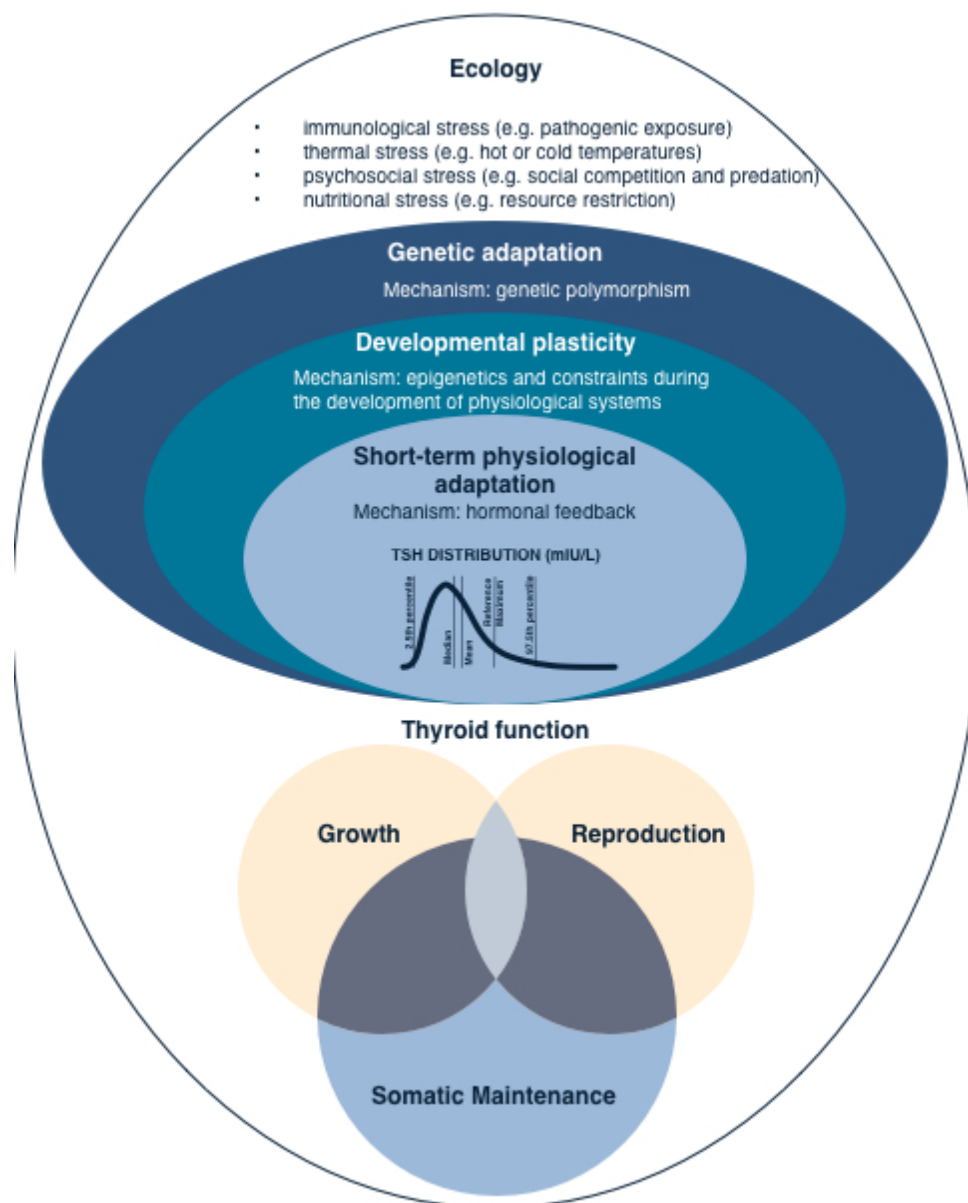 Ecology
· immunological stress (e.g. pathogenic exposure)
· thermal stress (e.g. hot or cold temperatures)
· psychosocial stress (e.g. social competition and predation)
· nutritional stress (e.g. resource restriction)
Genetic adaptation
Mechanism: genetic polymorphism
Developmental plasticity
Mechanism: epigenetics and constraints during
the development of physiological systems
Short-term physiological
adaptation
Mechanism: hormonal feedback
TSH DISTRIBUTION (mIU/L)
2.5th percentile
Median
Mean
Reference
Maximum
97.5th percentile
Thyroid function
Growth
Reproduction
Somatic Maintenance